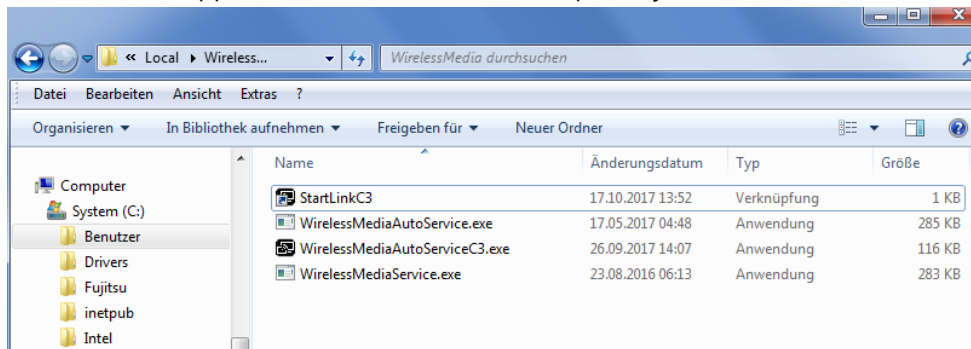 « Local ▸ Wireless... WirelessMedia durchsuchen
Datei Bearbeiten Ansicht Extras ?
Organisieren In Bibliothek aufnehmen Freigeben für Neuer Ordner
Name Änderungsdatum Typ Größe
Computer
StartLinkC3 17.10.2017 13:52 Verknüpfung 1 KB
System (C:)
WirelessMediaAutoService.exe 17.05.2017 04:48 Anwendung 285 KB
Benutzer
WirelessMediaAutoServiceC3.exe 26.09.2017 14:07 Anwendung 116 KB
Drivers
WirelessMediaService.exe 23.08.2016 06:13 Anwendung 283 KB
Fujitsu
inetpub
Intel